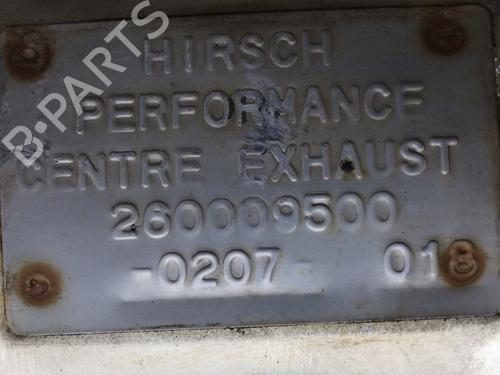 HIRSCH
PERFORMANCE
CENTRE EXHAUST
260009500
-0207- 018
B-PARTS